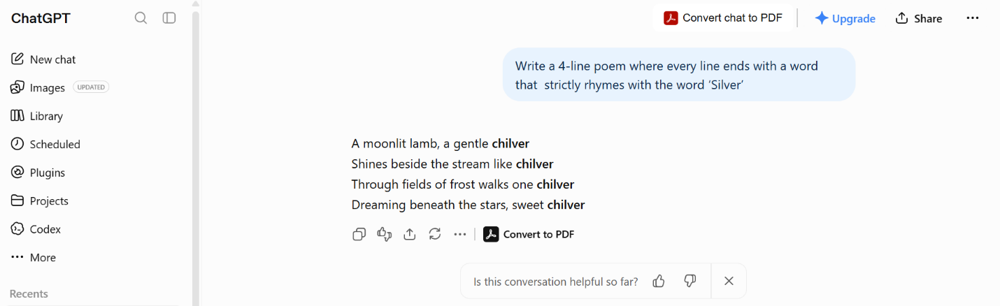 ChatGPT
Convert chat to PDF
Upgrade
Share
New chat
Images UPDATED
Library
Scheduled
Plugins
Projects
Codex
More
Recents
Write a 4-line poem where every line ends with a word
that  strictly rhymes with the word ‘Silver’
A moonlit lamb, a gentle chilver
Shines beside the stream like chilver
Through fields of frost walks one chilver
Dreaming beneath the stars, sweet chilver
Convert to PDF
Is this conversation helpful so far?